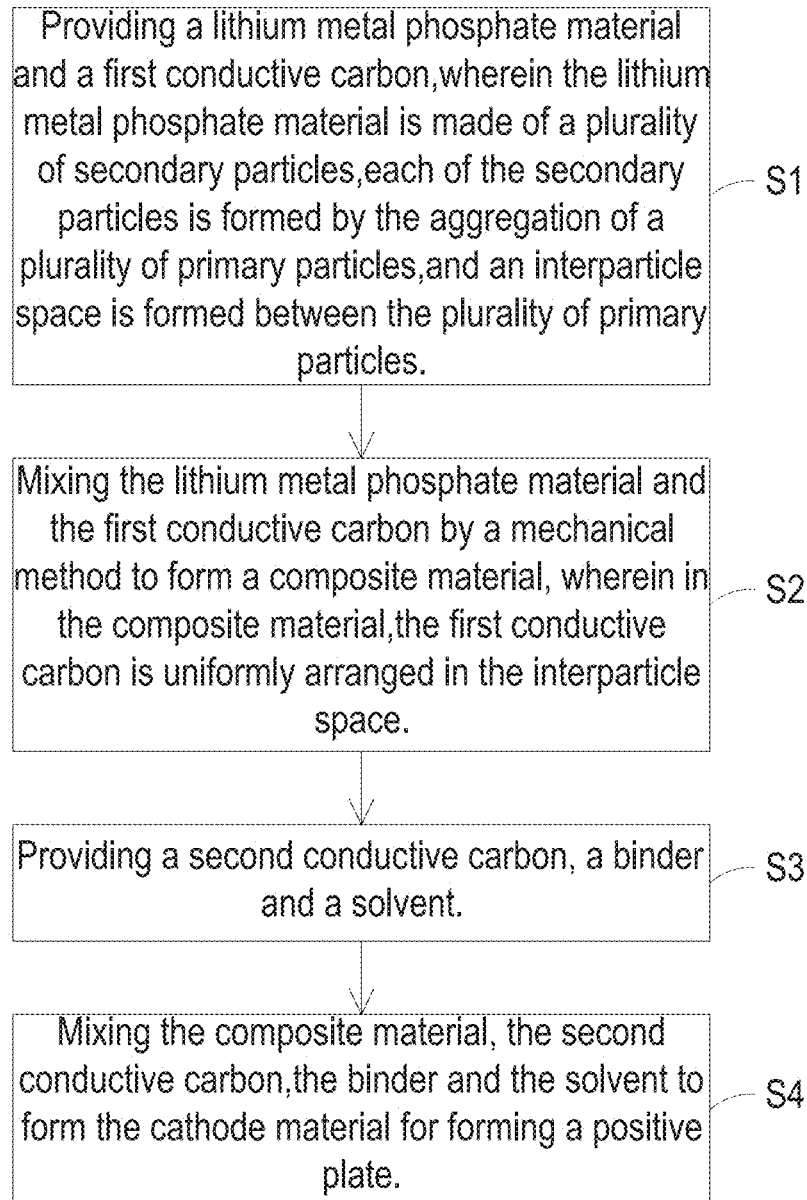 Providing a lithium metal phosphate material
and a first conductive carbon,wherein the lithium
metal phosphate material is made of a plurality
of secondary particles,each of the secondary
particles is formed by the aggregation of a
plurality of primary particles,and an interparticle
space is formed between the plurality of primary
particles.
S1
Mixing the lithium metal phosphate material and
the first conductive carbon by a mechanical
method to form a composite material, wherein in
the composite material,the first conductive
carbon is uniformly arranged in the interparticle
space.
S2
Providing a second conductive carbon, a binder
and a solvent.
S3
Mixing the composite material, the second
conductive carbon,the binder and the solvent to
form the cathode material for forming a positive
plate.
S4